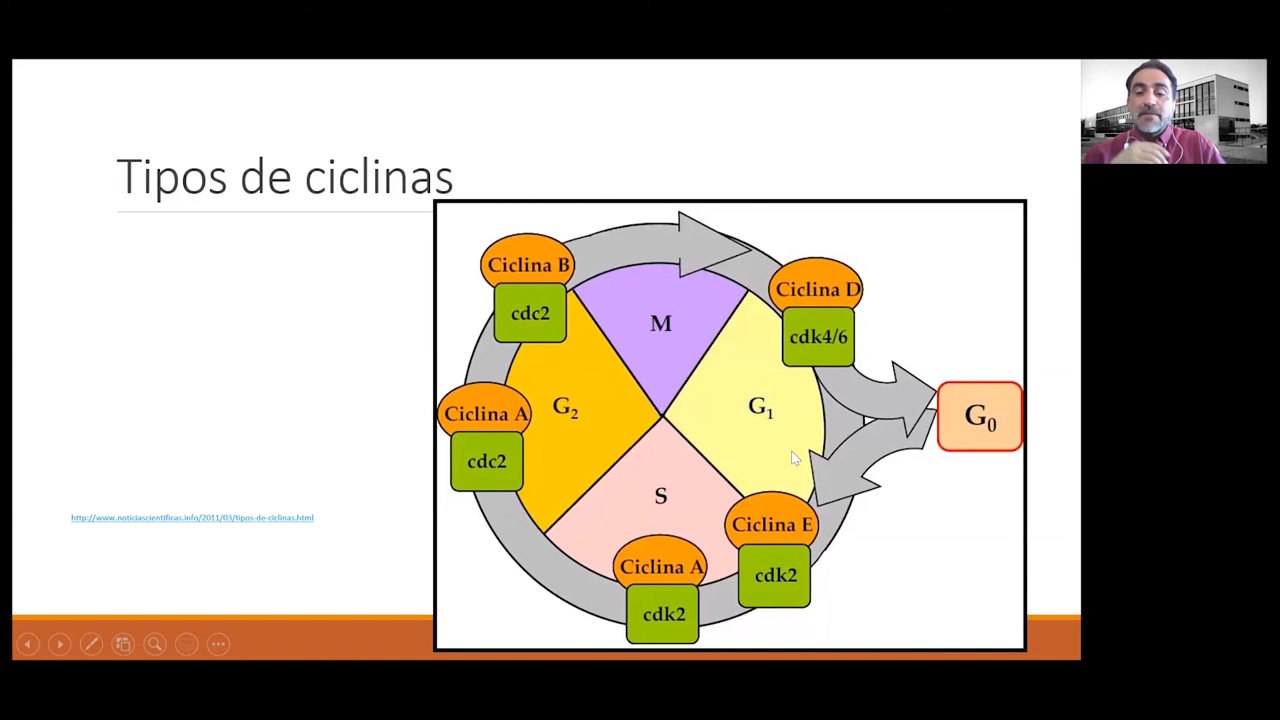 Tipos de ciclinas
Ciclina B
cdc2
M
Ciclina D
cdk4/6
G₂
G₁
G₀
Ciclina A
cdc2
S
Ciclina E
cdk2
Ciclina A
cdk2
http://www.noticiascientificas.info/2011/03/tipos-de-ciclinas.html